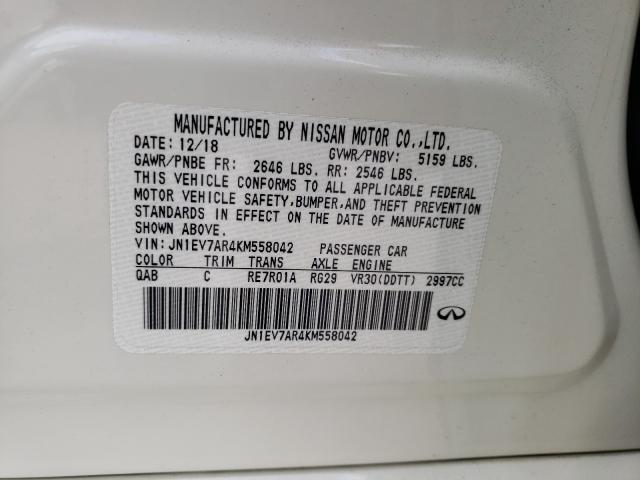 MANUFACTURED BY NISSAN MOTOR CO.,LTD.
DATE: 12/18 GVWR/PNBV: 5159 LBS.
GAWR/PNBE FR: 2646 LBS. RR: 2546 LBS.
THIS VEHICLE CONFORMS TO ALL APPLICABLE FEDERAL
MOTOR VEHICLE SAFETY,BUMPER,AND THEFT PREVENTION
STANDARDS IN EFFECT ON THE DATE OF MANUFACTURE
SHOWN ABOVE.
VIN: JN1EV7AR4KM558042 PASSENGER CAR
COLOR TRIM TRANS AXLE ENGINE
QAB C RE7R01A RG29 VR30(DDTT) 2997CC
JN1EV7AR4KM558042